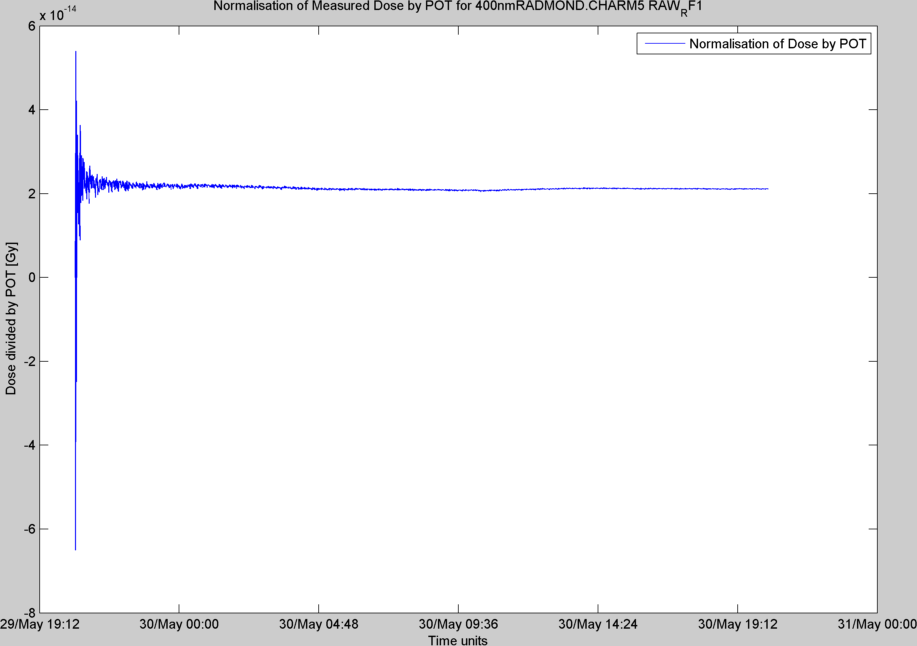 Normalisation of Measured Dose by POT for 400nmRADMOND.CHARM5 RAW_RF1
x 10^-14
Normalisation of Dose by POT
6
4
2
0
-2
-4
-6
-8
Dose divided by POT [Gy]
29/May 19:12 30/May 00:00 30/May 04:48 30/May 09:36 30/May 14:24 30/May 19:12 31/May 00:00
Time units